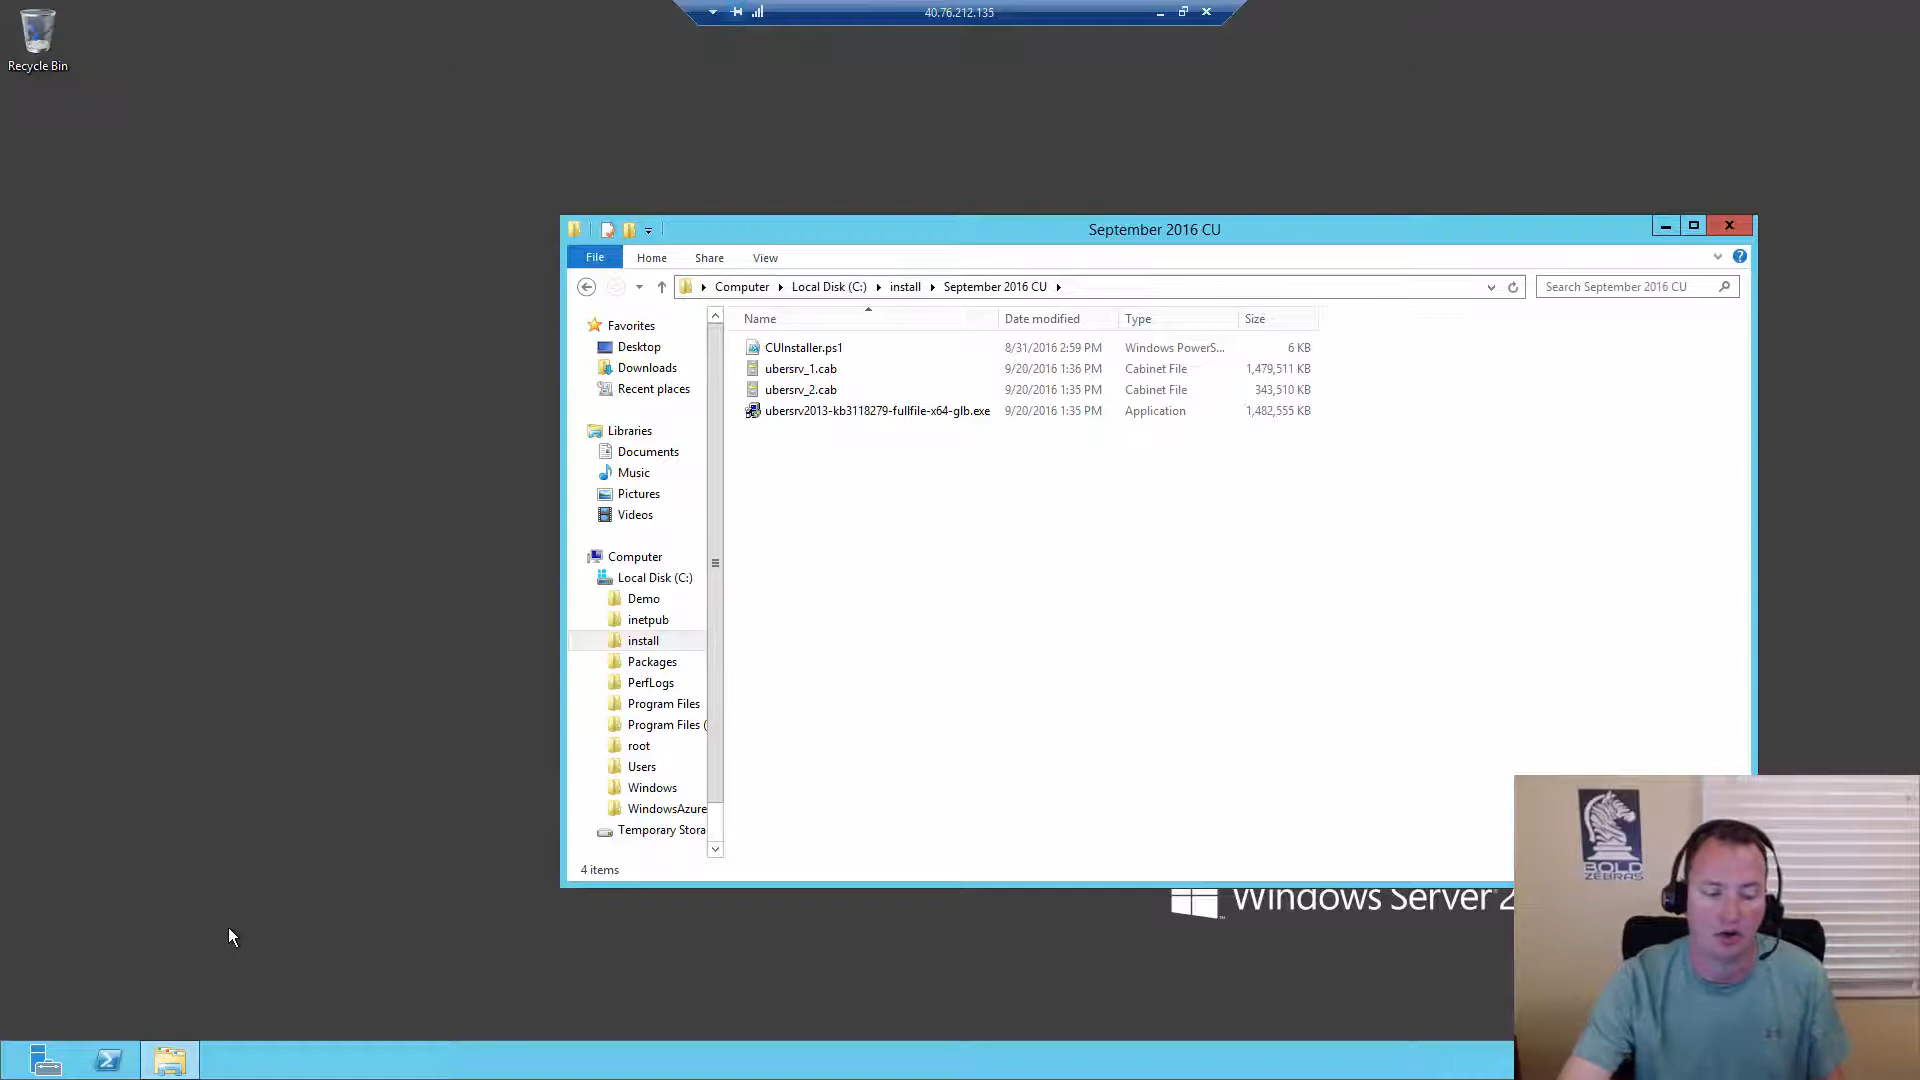 40.76.212.135
Recycle Bin
September 2016 CU
File Home Share View
Computer Local Disk (C:) install September 2016 CU
Search September 2016 CU
Name Date modified Type Size
CUInstaller.ps1 8/31/2016 2:59 PM Windows PowerS... 6 KB
ubersrv_1.cab 9/20/2016 1:36 PM Cabinet File 1,479,511 KB
ubersrv_2.cab 9/20/2016 1:35 PM Cabinet File 343,510 KB
ubersrv2013-kb3118279-fullfile-x64-glb.exe 9/20/2016 1:35 PM Application 1,482,555 KB
Favorites
Desktop
Downloads
Recent places
Libraries
Documents
Music
Pictures
Videos
Computer
Local Disk (C:)
Demo
inetpub
install
Packages
PerfLogs
Program Files
Program Files (
root
Users
Windows
WindowsAzure
Temporary Stora
4 items
Windows Server 2
BOLD
ZEBRAS